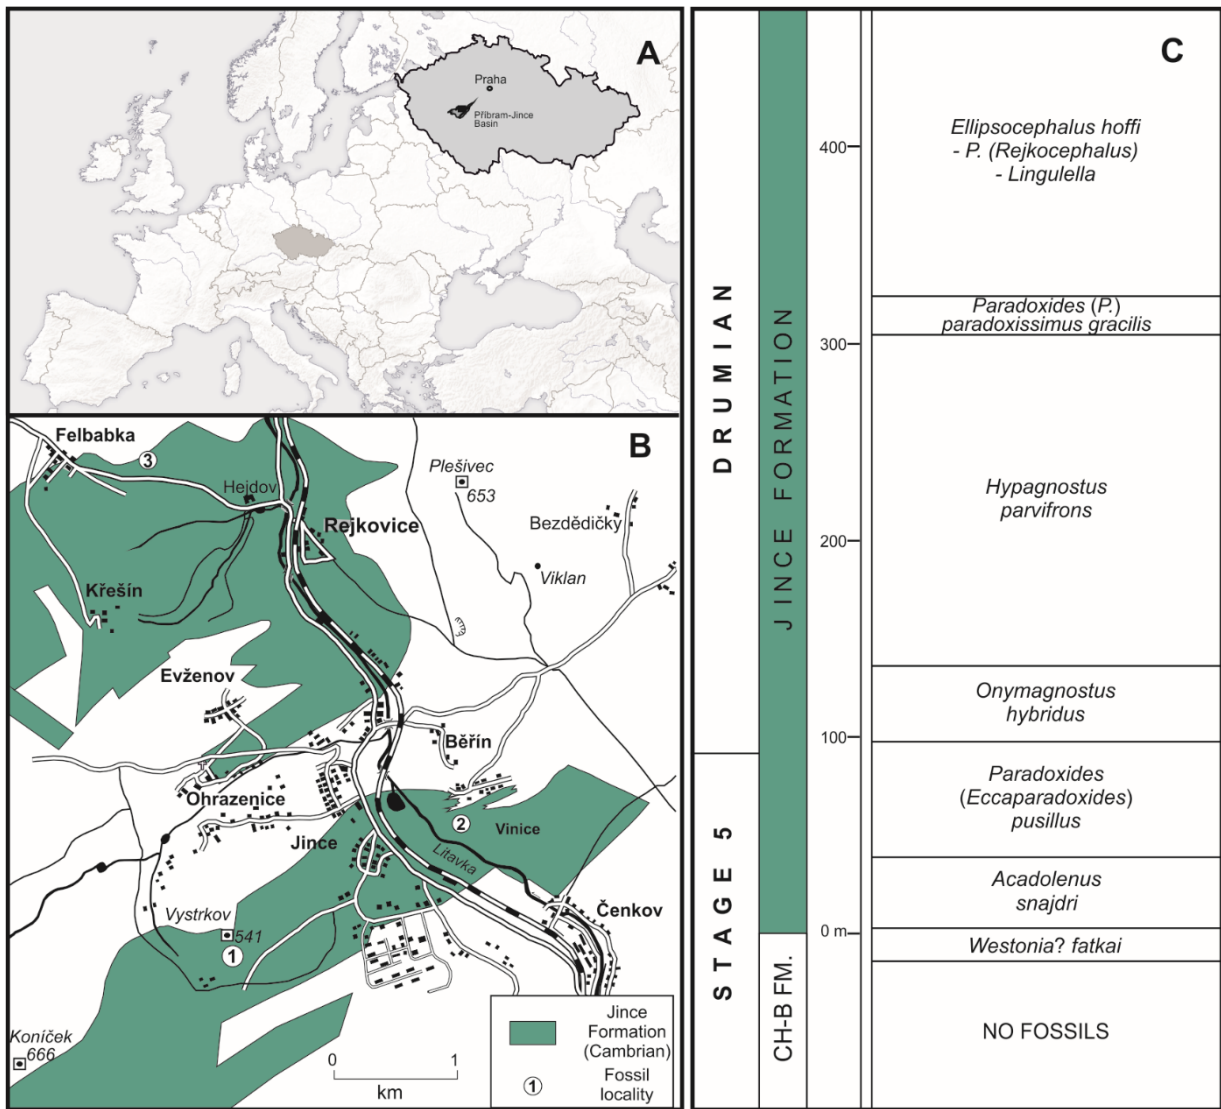 A
Praha
Příbram-Jince
Basin
B
Felbabka
3
Hejdov
Plešivec
653
Rejkovice
Bezdědičky
Viklan
Křešín
Evženov
Běřín
Ohrazenice
2
Vinice
Jince
Litavka
Vystrkov
541
1
Čenkov
Koníček
666
0
1
km
Jince
Formation
(Cambrian)
1
Fossil
locality
C
DRUMIAN
STAGE 5
JINCE FORMATION
CH-B FM.
400
300
200
100
0 m
Ellipsocephalus hoffi
- P. (Rejkocephalus)
- Lingulella
Paradoxides (P.)
paradoxissimus gracilis
Hypagnostus
parvifrons
Onymagnostus
hybridus
Paradoxides
(Eccaparadoxides)
pusillus
Acadolenus
snajdri
Westonia? fatkai
NO FOSSILS